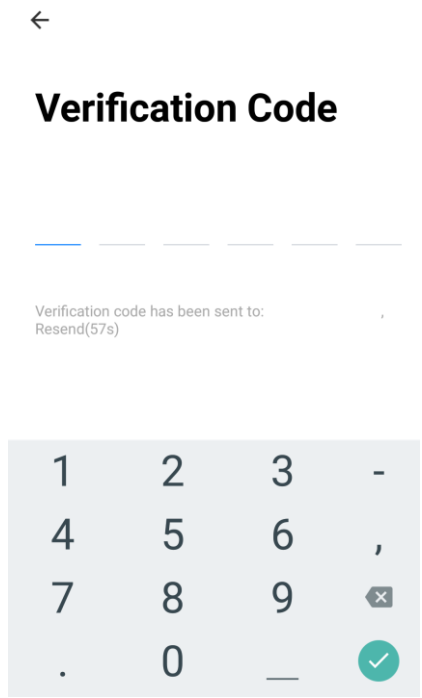 Verification Code
Verification code has been sent to: ,
Resend(57s)
1 2 3 -
4 5 6 ,
7 8 9
. 0 _